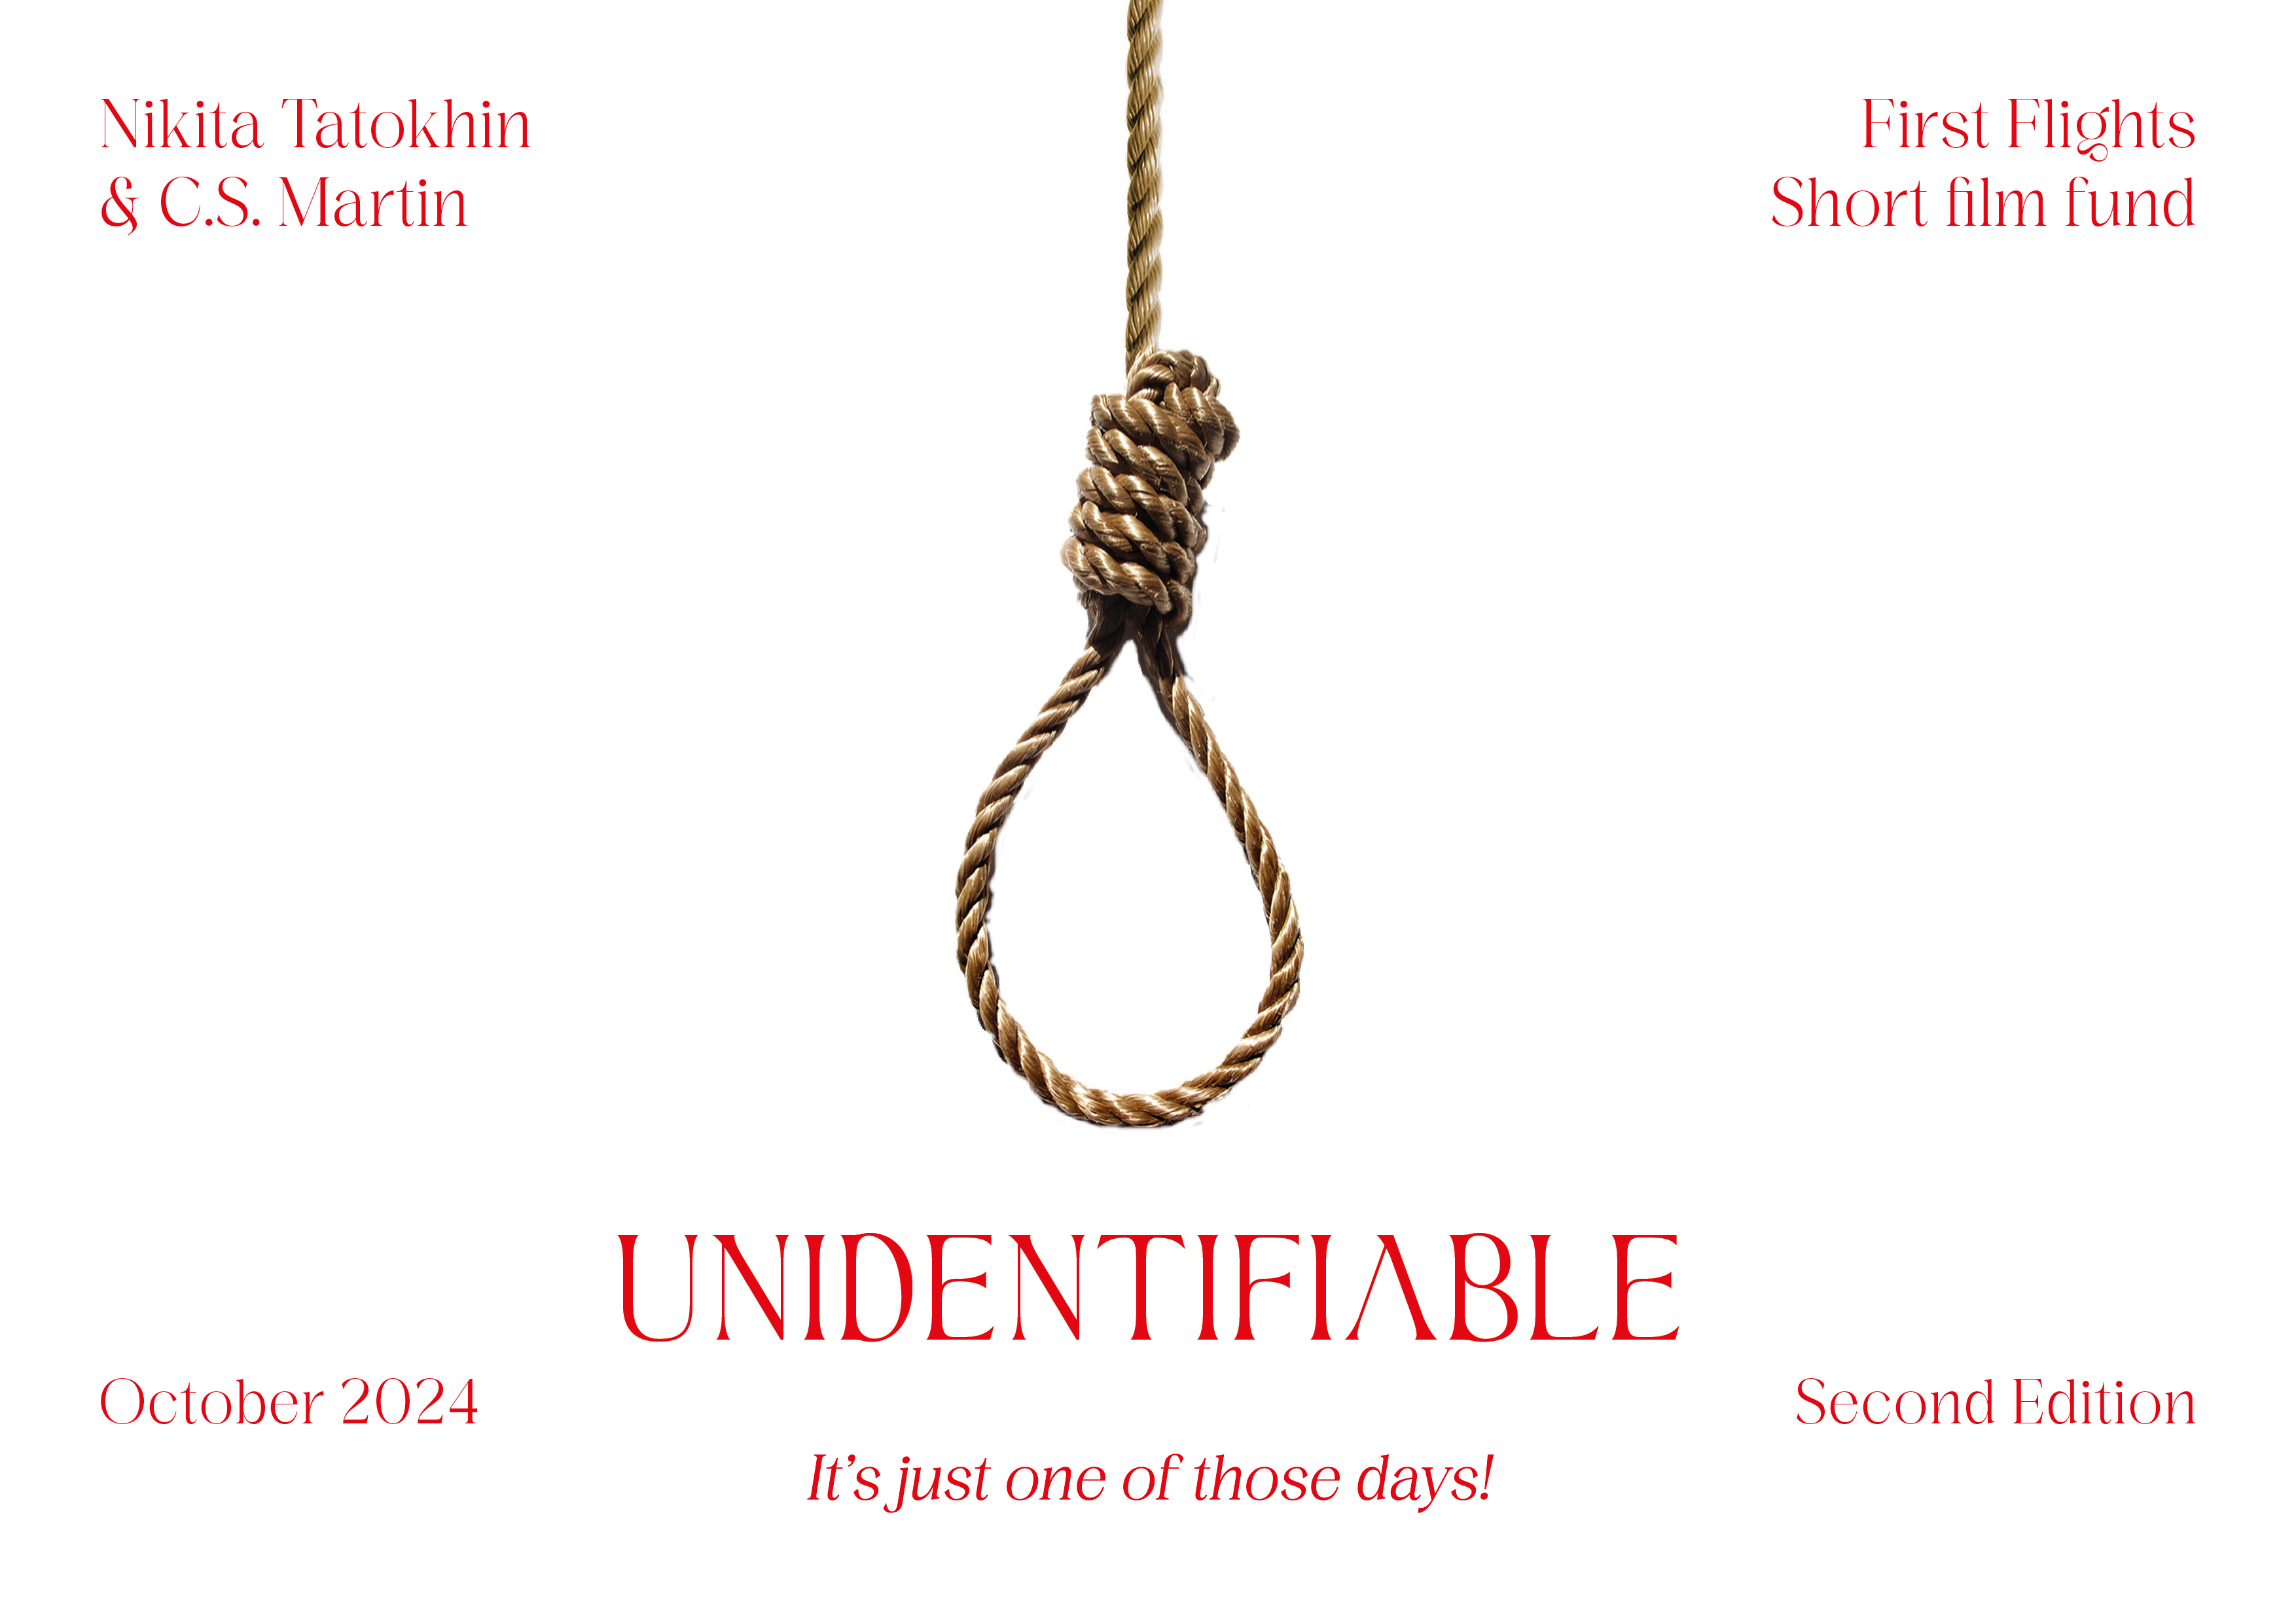 Nikita Tatokhin
& C.S. Martin
First Flights
Short film fund
UNIDENTIFIABLE
October 2024
Second Edition
It’s just one of those days!